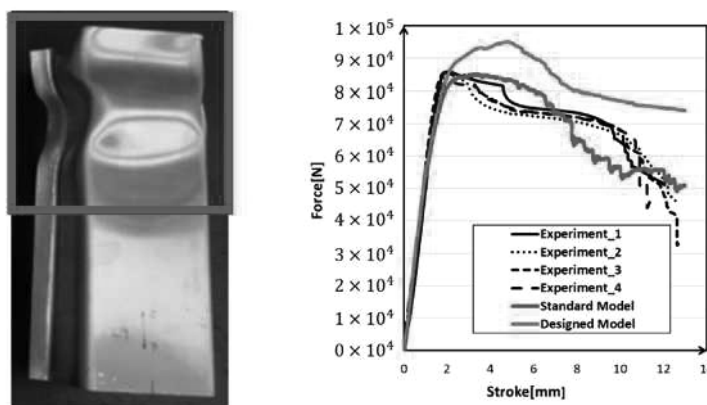 1 × 10⁵
9 × 10⁴
8 × 10⁴
7 × 10⁴
6 × 10⁴
5 × 10⁴
4 × 10⁴
3 × 10⁴
2 × 10⁴
1 × 10⁴
0 × 10⁴
Force[N]
Experiment_1
Experiment_2
Experiment_3
Experiment_4
Standard Model
Designed Model
0 2 4 6 8 10 12 14
Stroke[mm]